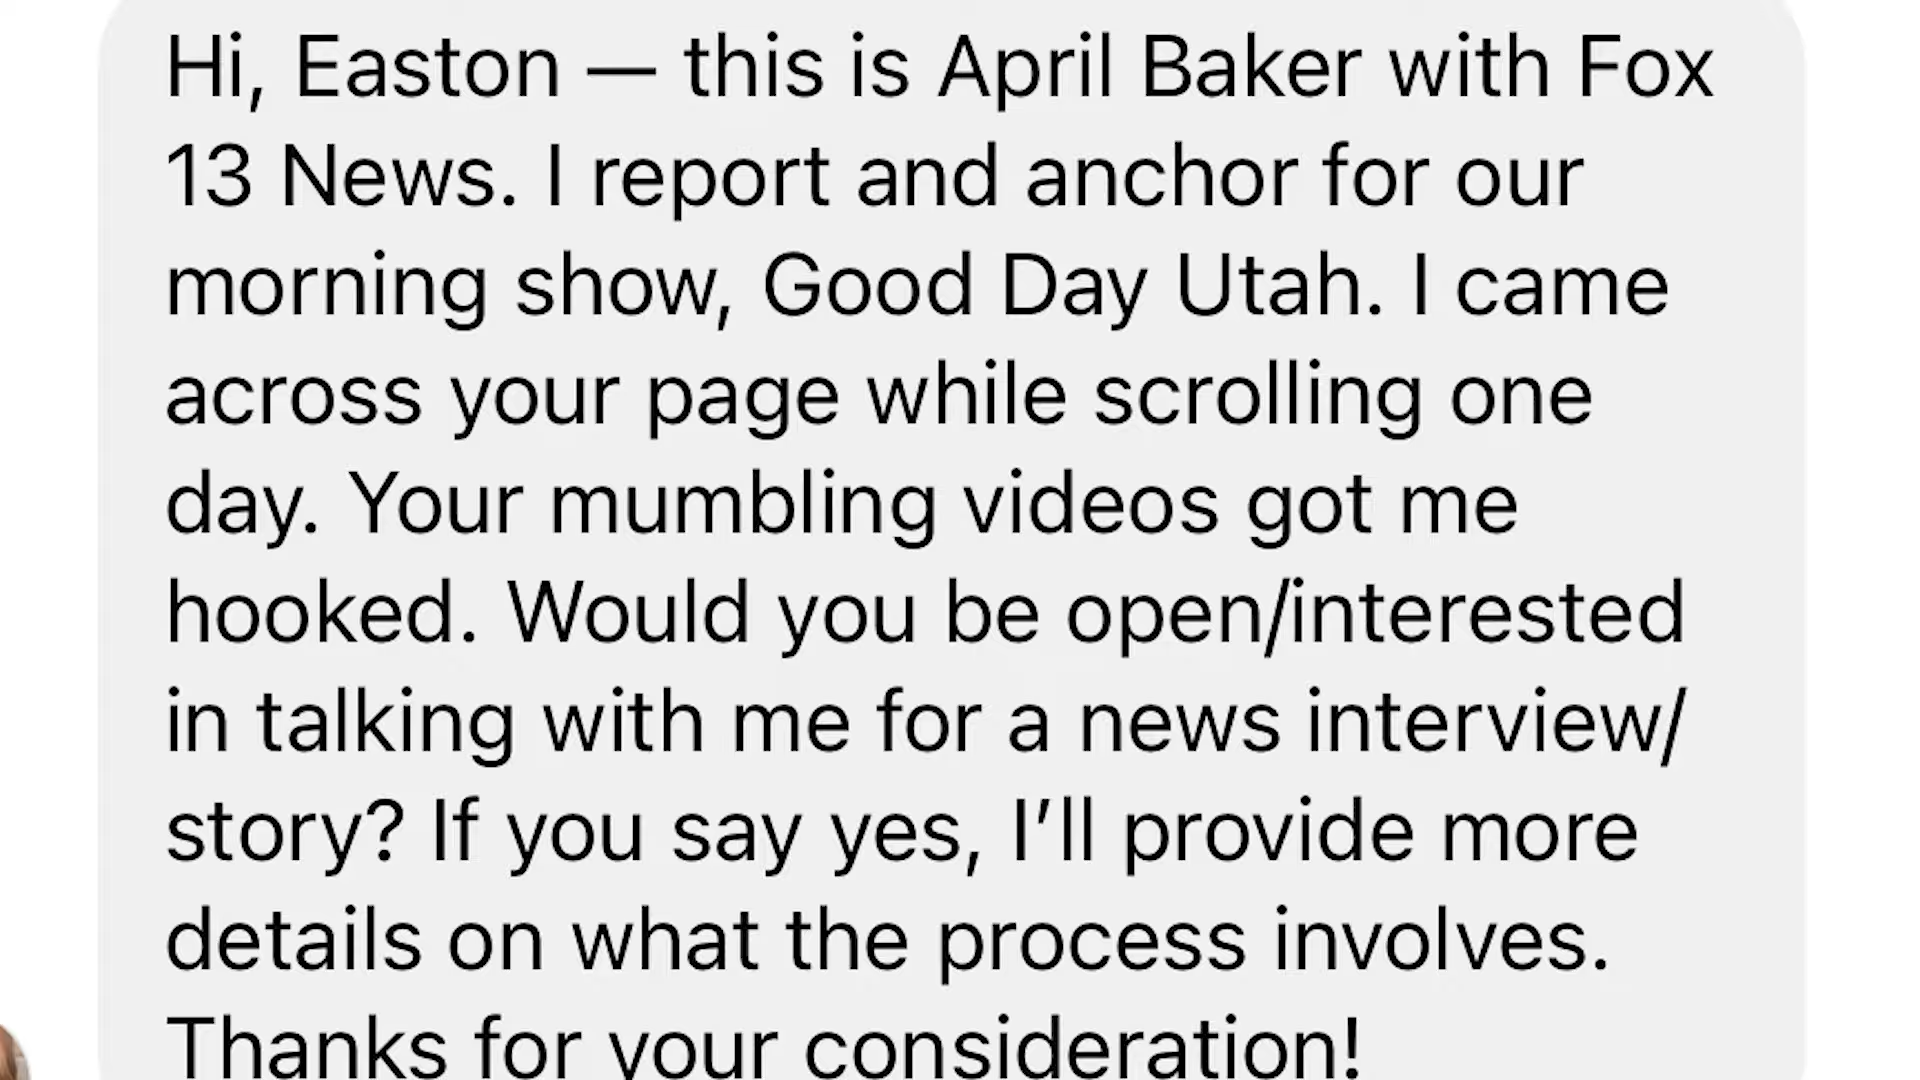 Hi, Easton — this is April Baker with Fox
13 News. I report and anchor for our
morning show, Good Day Utah. I came
across your page while scrolling one
day. Your mumbling videos got me
hooked. Would you be open/interested
in talking with me for a news interview/
story? If you say yes, I’ll provide more
details on what the process involves.
Thanks for your consideration!